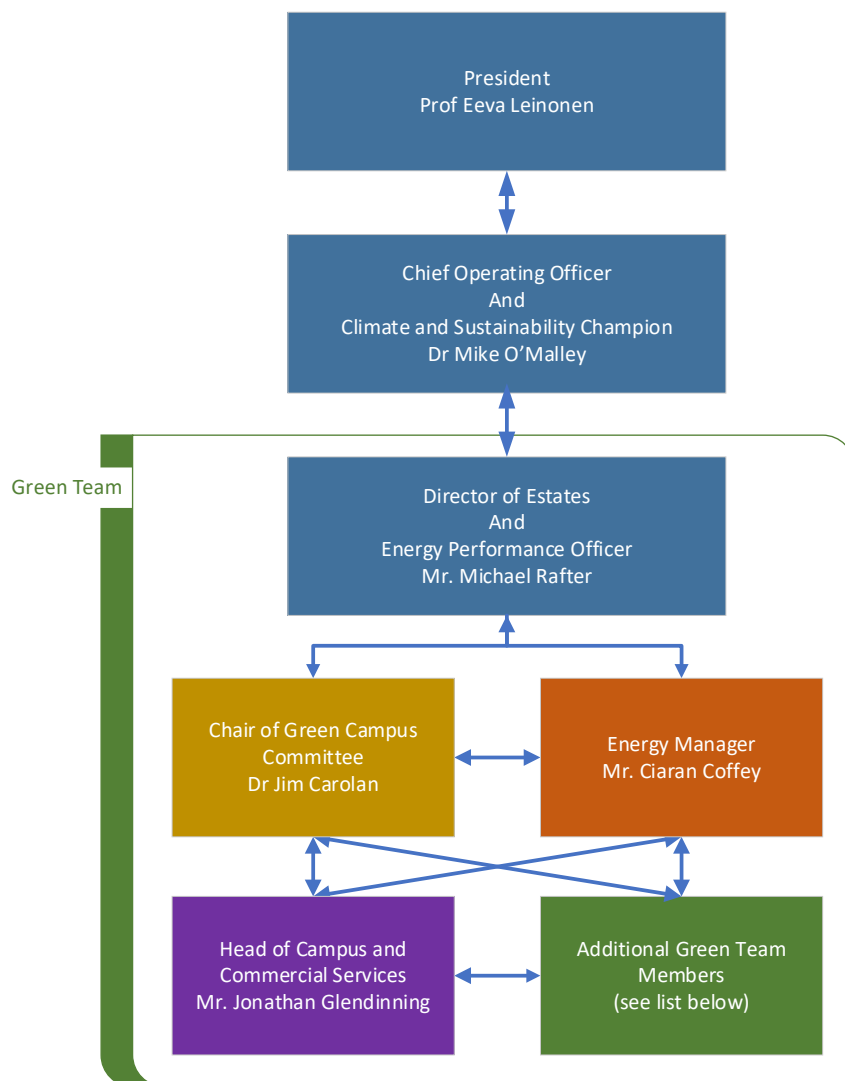 President
Prof Eeva Leinonen
Chief Operating Officer
And
Climate and Sustainability Champion
Dr Mike O’Malley
Green Team
Director of Estates
And
Energy Performance Officer
Mr. Michael Rafter
Chair of Green Campus
Committee
Dr Jim Carolan
Energy Manager
Mr. Ciaran Coffey
Head of Campus and
Commercial Services
Mr. Jonathan Glendinning
Additional Green Team
Members
(see list below)